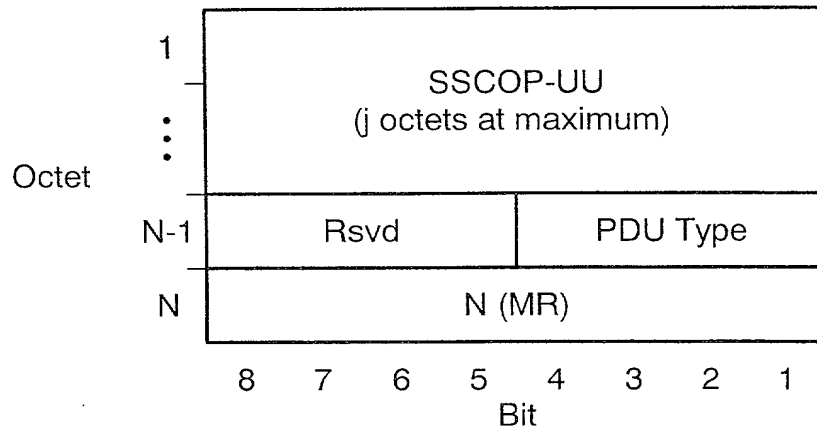 1
SSCOP-UU
(j octets at maximum)
Octet
N-1 Rsvd PDU Type
N N (MR)
8 7 6 5 4 3 2 1
Bit